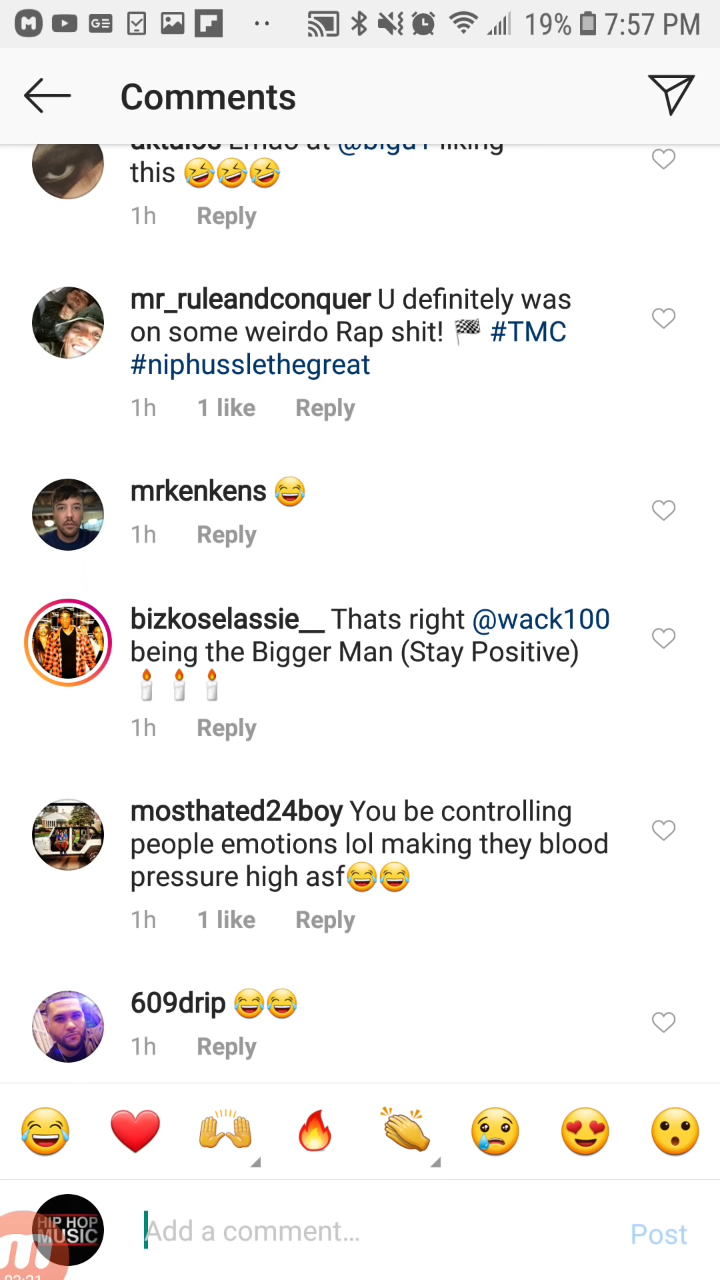 19% 7:57 PM
Comments
this 🤣🤣🤣
1h Reply
mr_ruleandconquer U definitely was
on some weirdo Rap shit! 🏁 #TMC
#niphusslethegreat
1h 1 like Reply
mrkenkens 😂
1h Reply
bizkoselassie__ Thats right @wack100
being the Bigger Man (Stay Positive)
🕯🕯🕯
1h Reply
mosthated24boy You be controlling
people emotions lol making they blood
pressure high asf😂😂
1h 1 like Reply
609drip 😂😂
1h Reply
HIP HOP
MUSIC
Add a comment...
Post